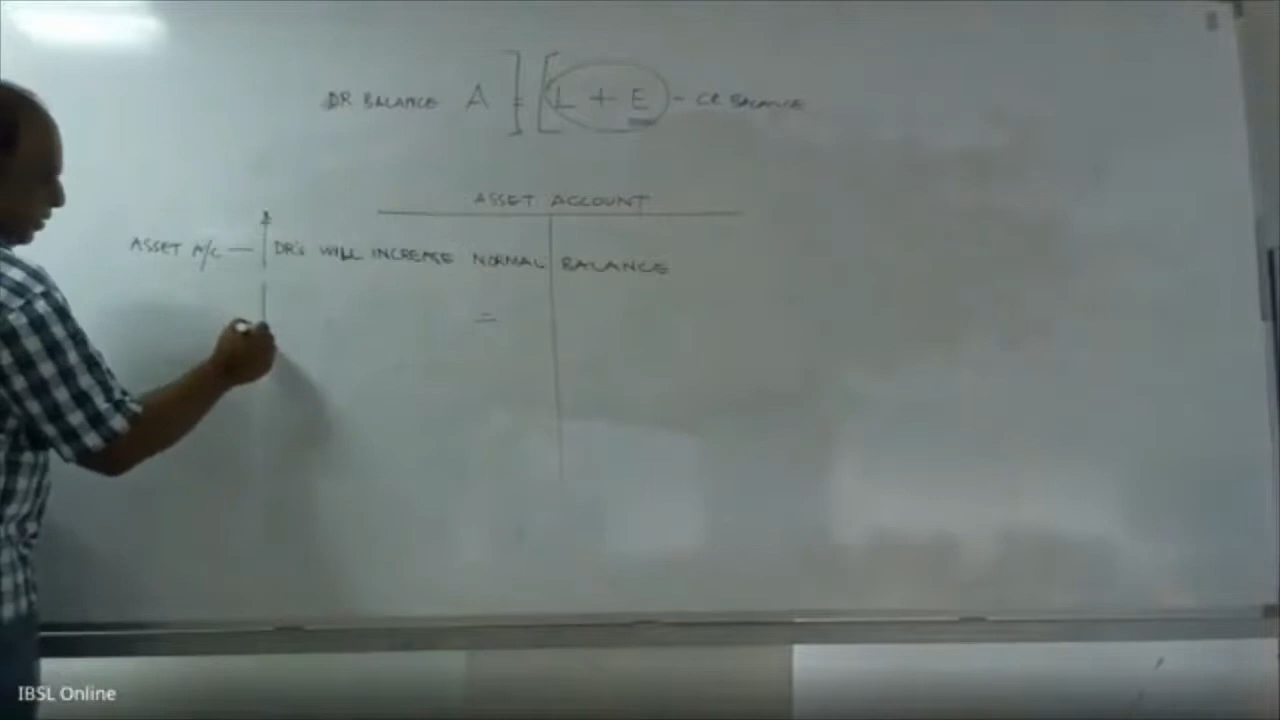 DR BALANCE A ] = [ L + E - CR BALANCE
ASSET ACCOUNT
ASSET A/C — DR'S WILL INCREASE NORMAL BALANCE
=
IBSL Online